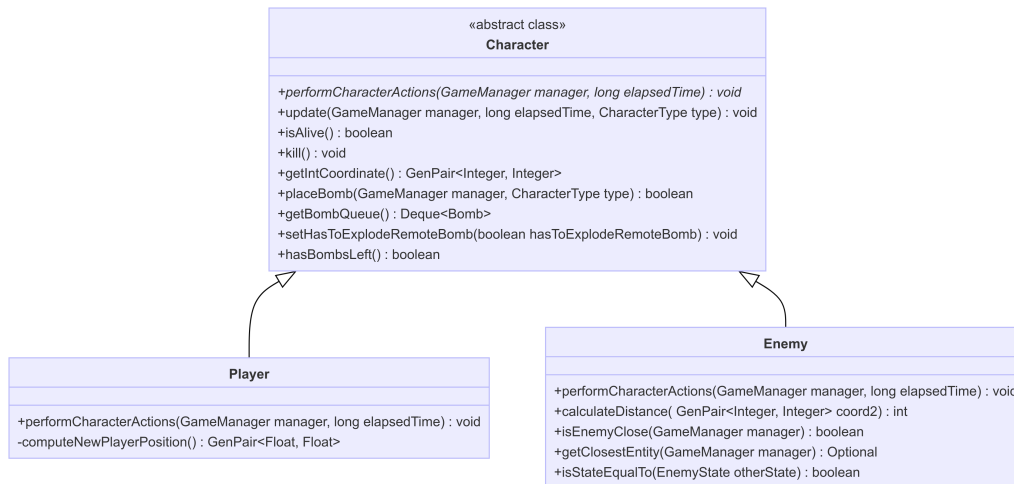 «abstract class»
Character
+performCharacterActions(GameManager manager, long elapsedTime) : void
+update(GameManager manager, long elapsedTime, CharacterType type) : void
+isAlive() : boolean
+kill() : void
+getIntCoordinate() : GenPair<Integer, Integer>
+placeBomb(GameManager manager, CharacterType type) : boolean
+getBombQueue() : Deque<Bomb>
+setHasToExplodeRemoteBomb(boolean hasToExplodeRemoteBomb) : void
+hasBombsLeft() : boolean
Player
+performCharacterActions(GameManager manager, long elapsedTime) : void
-computeNewPlayerPosition() : GenPair<Float, Float>
Enemy
+performCharacterActions(GameManager manager, long elapsedTime) : void
+calculateDistance( GenPair<Integer, Integer> coord2) : int
+isEnemyClose(GameManager manager) : boolean
+getClosestEntity(GameManager manager) : Optional
+isStateEqualTo(EnemyState otherState) : boolean